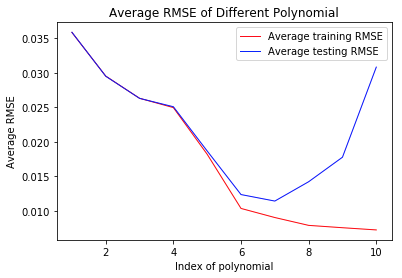 Average RMSE of Different Polynomial
Average training RMSE
Average testing RMSE
Average RMSE
0.035
0.030
0.025
0.020
0.015
0.010
2 4 6 8 10
Index of polynomial